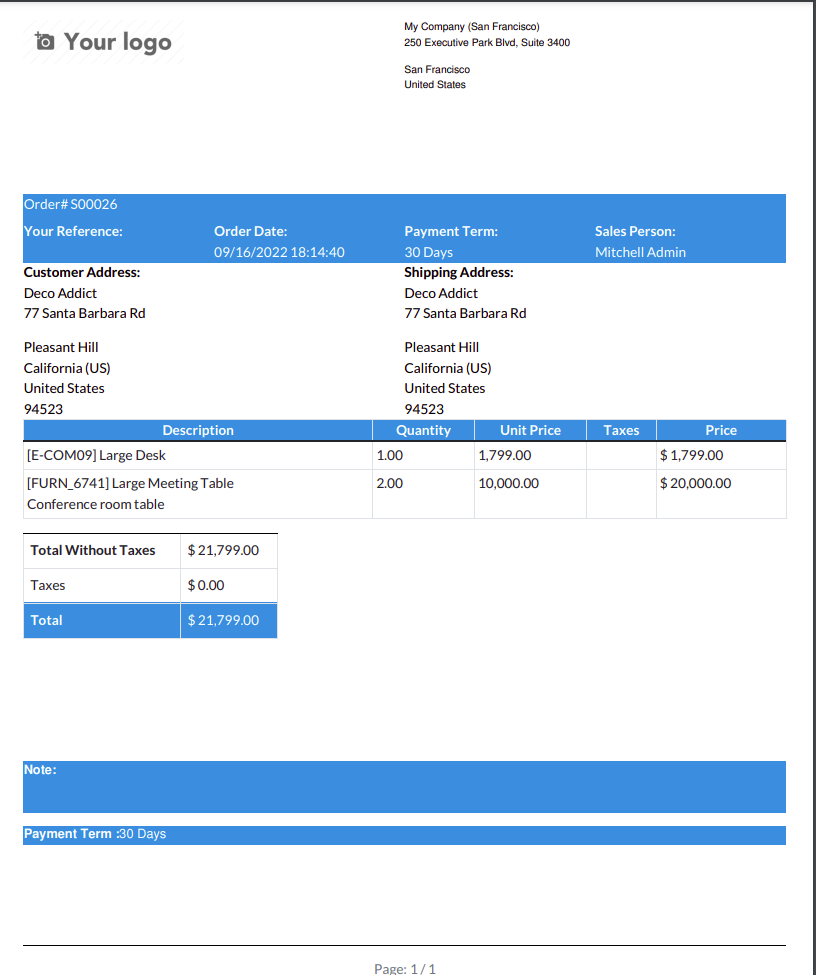 Your logo
My Company (San Francisco)
250 Executive Park Blvd, Suite 3400
San Francisco
United States
Order# S00026
Your Reference: Order Date: Payment Term: Sales Person:
09/16/2022 18:14:40 30 Days Mitchell Admin
Customer Address: Shipping Address:
Deco Addict Deco Addict
77 Santa Barbara Rd 77 Santa Barbara Rd
Pleasant Hill Pleasant Hill
California (US) California (US)
United States United States
94523 94523
Description Quantity Unit Price Taxes Price
[E-COM09] Large Desk 1.00 1,799.00 $ 1,799.00
[FURN_6741] Large Meeting Table 2.00 10,000.00 $ 20,000.00
Conference room table
Total Without Taxes $ 21,799.00
Taxes $ 0.00
Total $ 21,799.00
Note:
Payment Term :30 Days
Page: 1 / 1